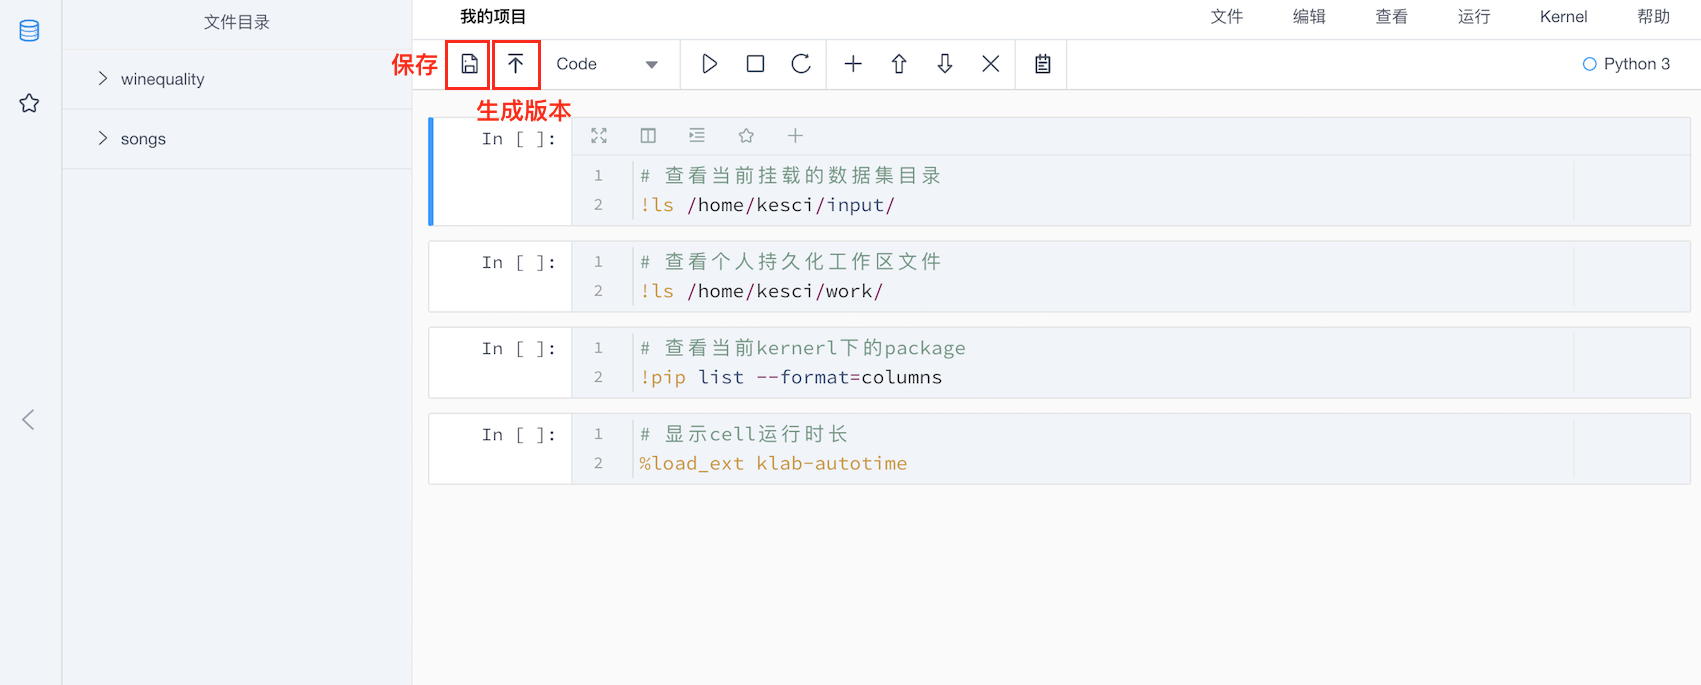 文件目录
我的项目
文件
编辑
查看
运行
Kernel
帮助
保存
Code
Python 3
生成版本
winequality
songs
In [ ]:
1 # 查看当前挂载的数据集目录
2 !ls /home/kesci/input/
In [ ]:
1 # 查看个人持久化工作区文件
2 !ls /home/kesci/work/
In [ ]:
1 # 查看当前kernerl下的package
2 !pip list --format=columns
In [ ]:
1 # 显示cell运行时长
2 %load_ext klab-autotime